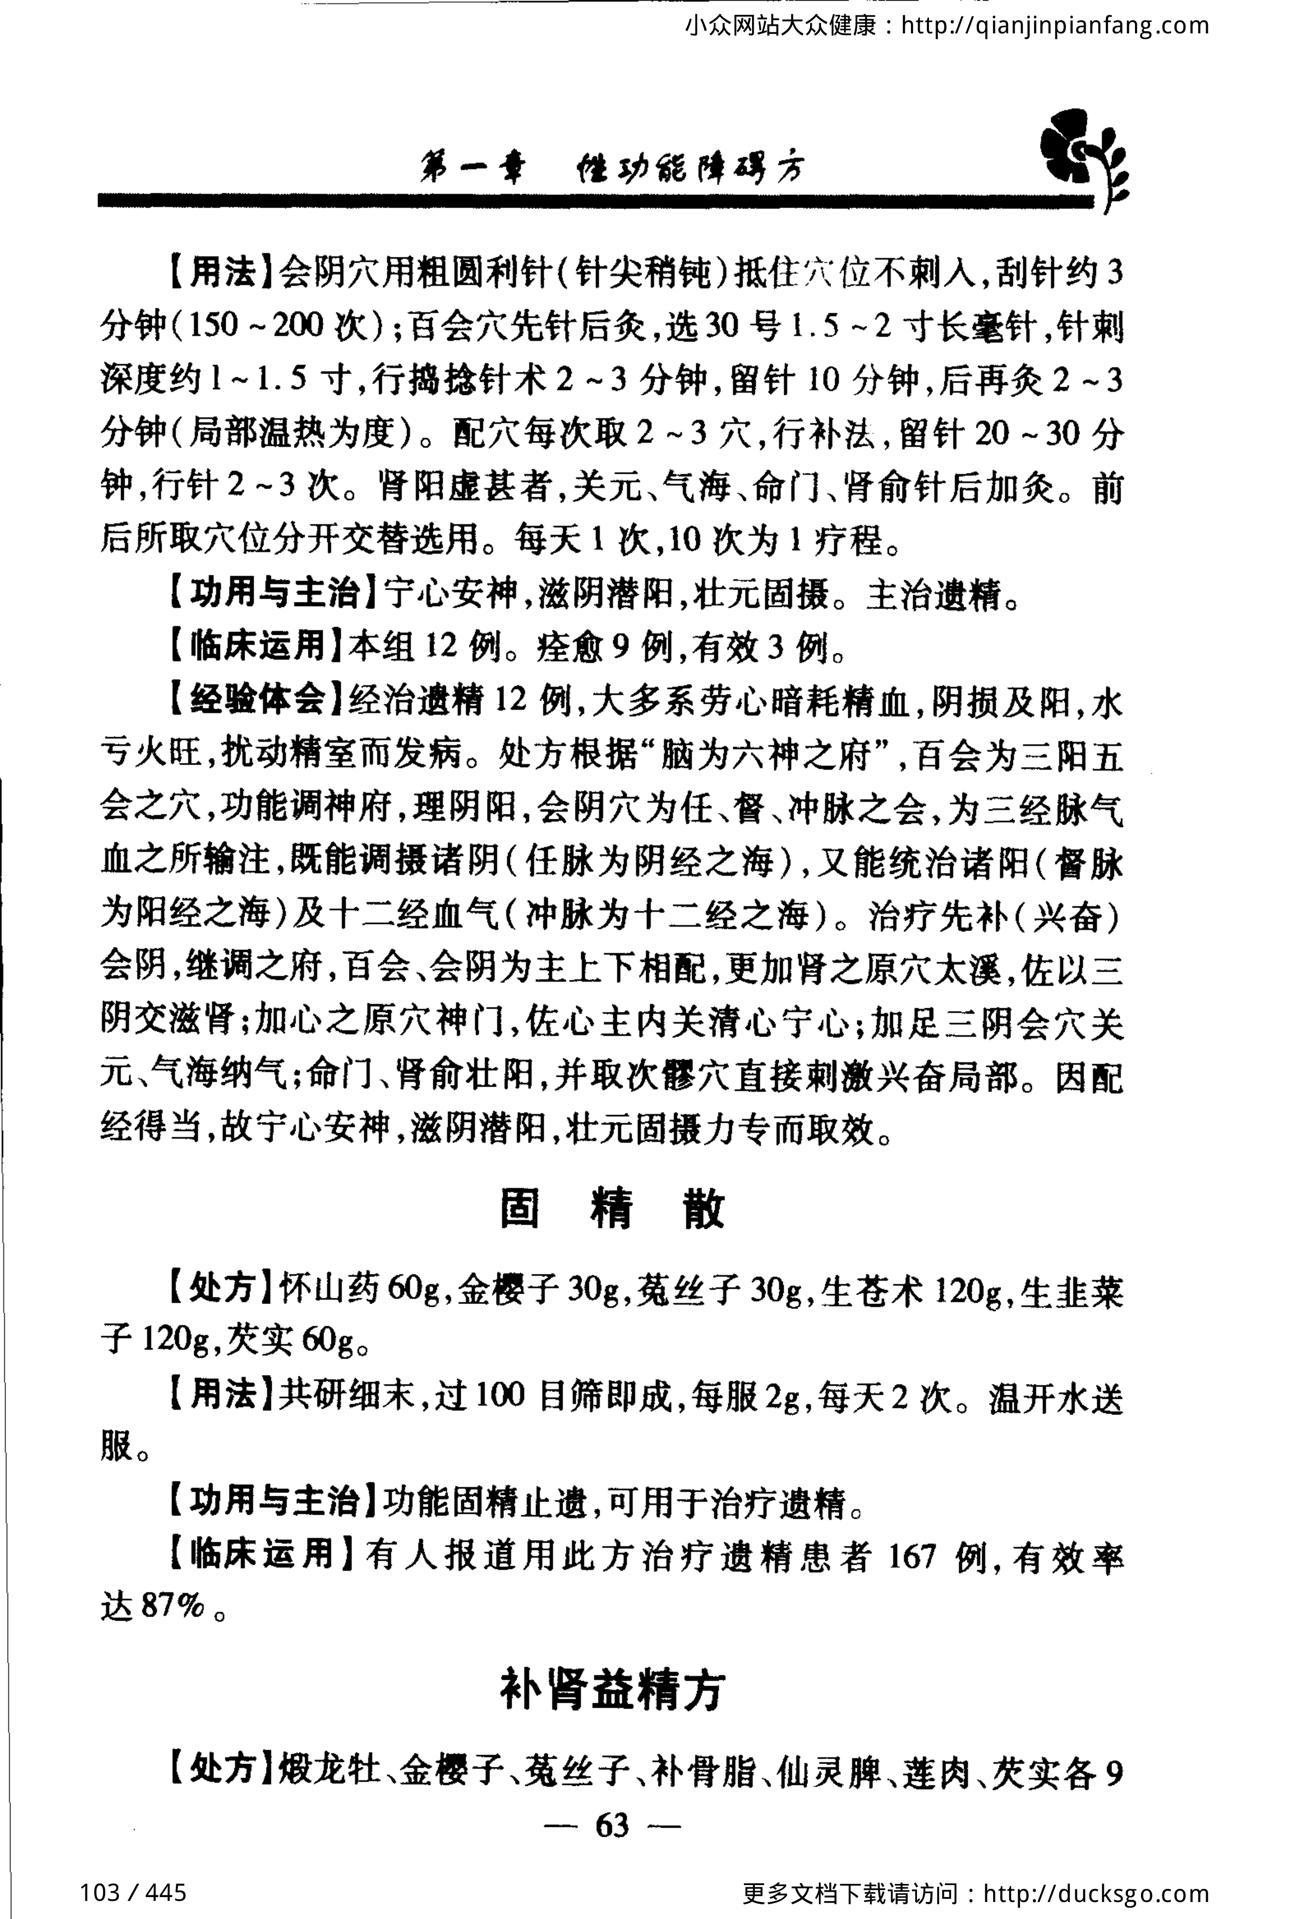 小众网站大众健康：http://qianjinpianfang.com
第一章 性功能障碍方
【用法】会阴穴用粗圆利针(针尖稍钝)抵住穴位不刺入,刮针约3
分钟(150~200次);百会穴先针后灸,选30号1.5~2寸长毫针,针刺
深度约1~1.5寸,行捣捻针术2~3分钟,留针10分钟,后再灸2~3
分钟(局部温热为度)。配穴每次取2~3穴,行补法,留针20~30分
钟,行针2~3次。肾阳虚甚者,关元、气海、命门、肾俞针后加灸。前
后所取穴位分开交替选用。每天1次,10次为1疗程。
【功用与主治】宁心安神,滋阴潜阳,壮元固摄。主治遗精。
【临床运用】本组12例。痊愈9例,有效3例。
【经验体会】经治遗精12例,大多系劳心暗耗精血,阴损及阳,水
亏火旺,扰动精室而发病。处方根据“脑为六神之府”,百会为三阳五
会之穴,功能调神府,理阴阳,会阴穴为任、督、冲脉之会,为三经脉气
血之所输注,既能调摄诸阴(任脉为阴经之海),又能统治诸阳(督脉
为阳经之海)及十二经血气(冲脉为十二经之海)。治疗先补(兴奋)
会阴,继调之府,百会、会阴为主上下相配,更加肾之原穴太溪,佐以三
阴交滋肾;加心之原穴神门,佐心主内关清心宁心;加足三阴会穴关
元、气海纳气;命门、肾俞壮阳,并取次髎穴直接刺激兴奋局部。因配
经得当,故宁心安神,滋阴潜阳,壮元固摄力专而取效。
固精散
【处方】怀山药60g,金樱子30g,菟丝子30g,生苍术120g,生韭菜
子120g,芡实60g。
【用法】共研细末,过100目筛即成,每服2g,每天2次。温开水送
服。
【功用与主治】功能固精止遗,可用于治疗遗精。
【临床运用】有人报道用此方治疗遗精患者167例,有效率
达87%。
补肾益精方
【处方】煅龙牡、金樱子、菟丝子、补骨脂、仙灵脾、莲肉、芡实各9
— 63 —
103 / 445
更多文档下载请访问：http://ducksgo.com